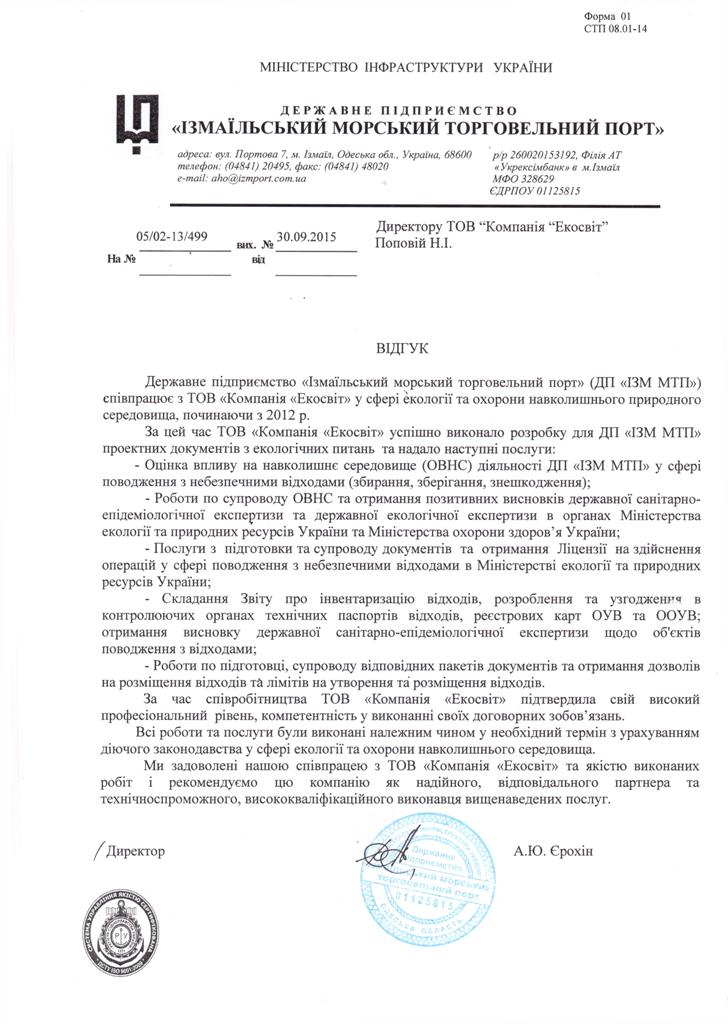 Форма 01
СТП 08.01-14
МІНІСТЕРСТВО ІНФРАСТРУКТУРИ УКРАЇНИ
ДЕРЖАВНЕ ПІДПРИЄМСТВО
«ІЗМАЇЛЬСЬКИЙ МОРСЬКИЙ ТОРГОВЕЛЬНИЙ ПОРТ»
адреса: вул. Портова 7, м. Ізмаїл, Одеська обл., Україна, 68600
телефон: (04841) 20495, факс: (04841) 48020
e-mail: aho@izmport.com.ua
р/р 260020153192, Філія АТ
«Укрексімбанк» в м.Ізмаїл
МФО 328629
ЄДРПОУ 01125815
05/02-13/499 вих. № 30.09.2015
На № від
Директору ТОВ “Компанія “Екосвіт”
Поповій Н.І.
ВІДГУК
Державне підприємство «Ізмаїльський морський торговельний порт» (ДП «ІЗМ МТП»)
співпрацює з ТОВ «Компанія «Екосвіт» у сфері екології та охорони навколишнього природного
середовища, починаючи з 2012 р.
За цей час ТОВ «Компанія «Екосвіт» успішно виконало розробку для ДП «ІЗМ МТП»
проектних документів з екологічних питань та надало наступні послуги:
- Оцінка впливу на навколишнє середовище (ОВНС) діяльності ДП «ІЗМ МТП» у сфері
поводження з небезпечними відходами (збирання, зберігання, знешкодження);
- Роботи по супроводу ОВНС та отримання позитивних висновків державної санітарно-
епідеміологічної експертизи та державної екологічної експертизи в органах Міністерства
екології та природних ресурсів України та Міністерства охорони здоров’я України;
- Послуги з підготовки та супроводу документів та отримання Ліцензії на здійснення
операцій у сфері поводження з небезпечними відходами в Міністерстві екології та природних
ресурсів України;
- Складання Звіту про інвентаризацію відходів, розроблення та узгодження в
контролюючих органах технічних паспортів відходів, реєстрових карт ОУВ та ООУВ;
отримання висновку державної санітарно-епідеміологічної експертизи щодо об'єктів
поводження з відходами;
- Роботи по підготовці, супроводу відповідних пакетів документів та отримання дозволів
на розміщення відходів та лімітів на утворення та розміщення відходів.
За час співробітництва ТОВ «Компанія «Екосвіт» підтвердила свій високий
професіональний рівень, компетентність у виконанні своїх договорних зобов’язань.
Всі роботи та послуги були виконані належним чином у необхідний термін з урахуванням
діючого законодавства у сфері екології та охорони навколишнього середовища.
Ми задоволені нашою співпрацею з ТОВ «Компанія «Екосвіт» та якістю виконаних
робіт і рекомендуємо цю компанію як надійного, відповідального партнера та
технічноспроможного, висококваліфікаційного виконавця вищенаведених послуг.
Директор
А.Ю. Єрохін
Державне
підприємство
морський
торговельний порт
01125815
ОДЕСЬКА ОБЛАСТЬ
СИСТЕМА УПРАВЛІННЯ ЯКІСТЮ СЕРТИФІКОВАНА
ДСТУ ISO 9001:2009